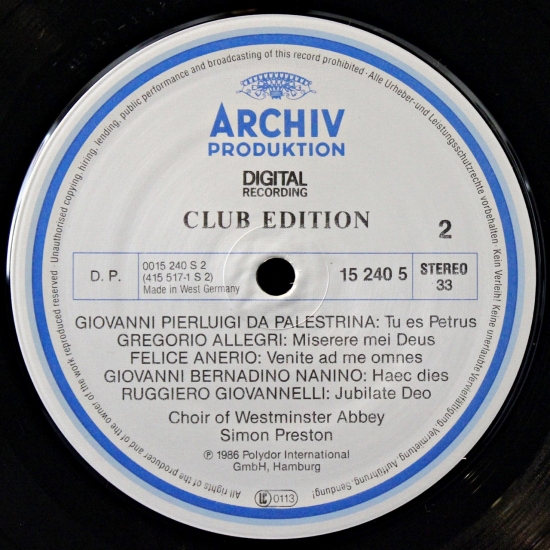 All rights of the producer and of the owner of the work reproduced reserved · Unauthorised copying, hiring, lending, public performance and broadcasting of this record prohibited · Alle Urheber- und Leistungsschutzrechte vorbehalten · Kein Verleih! Keine unerlaubte Vervielfältigung, Vermietung, Aufführung, Sendung!
ARCHIV
PRODUKTION
DIGITAL
RECORDING
CLUB EDITION
2
D. P.
0015 240 S 2
(415 517-1 S 2)
Made in West Germany
15 240 5
STEREO
33
GIOVANNI PIERLUIGI DA PALESTRINA: Tu es Petrus
GREGORIO ALLEGRI: Miserere mei Deus
FELICE ANERIO: Venite ad me omnes
GIOVANNI BERNADINO NANINO: Haec dies
RUGGIERO GIOVANNELLI: Jubilate Deo
Choir of Westminster Abbey
Simon Preston
℗ 1986 Polydor International
GmbH, Hamburg
LC 0113